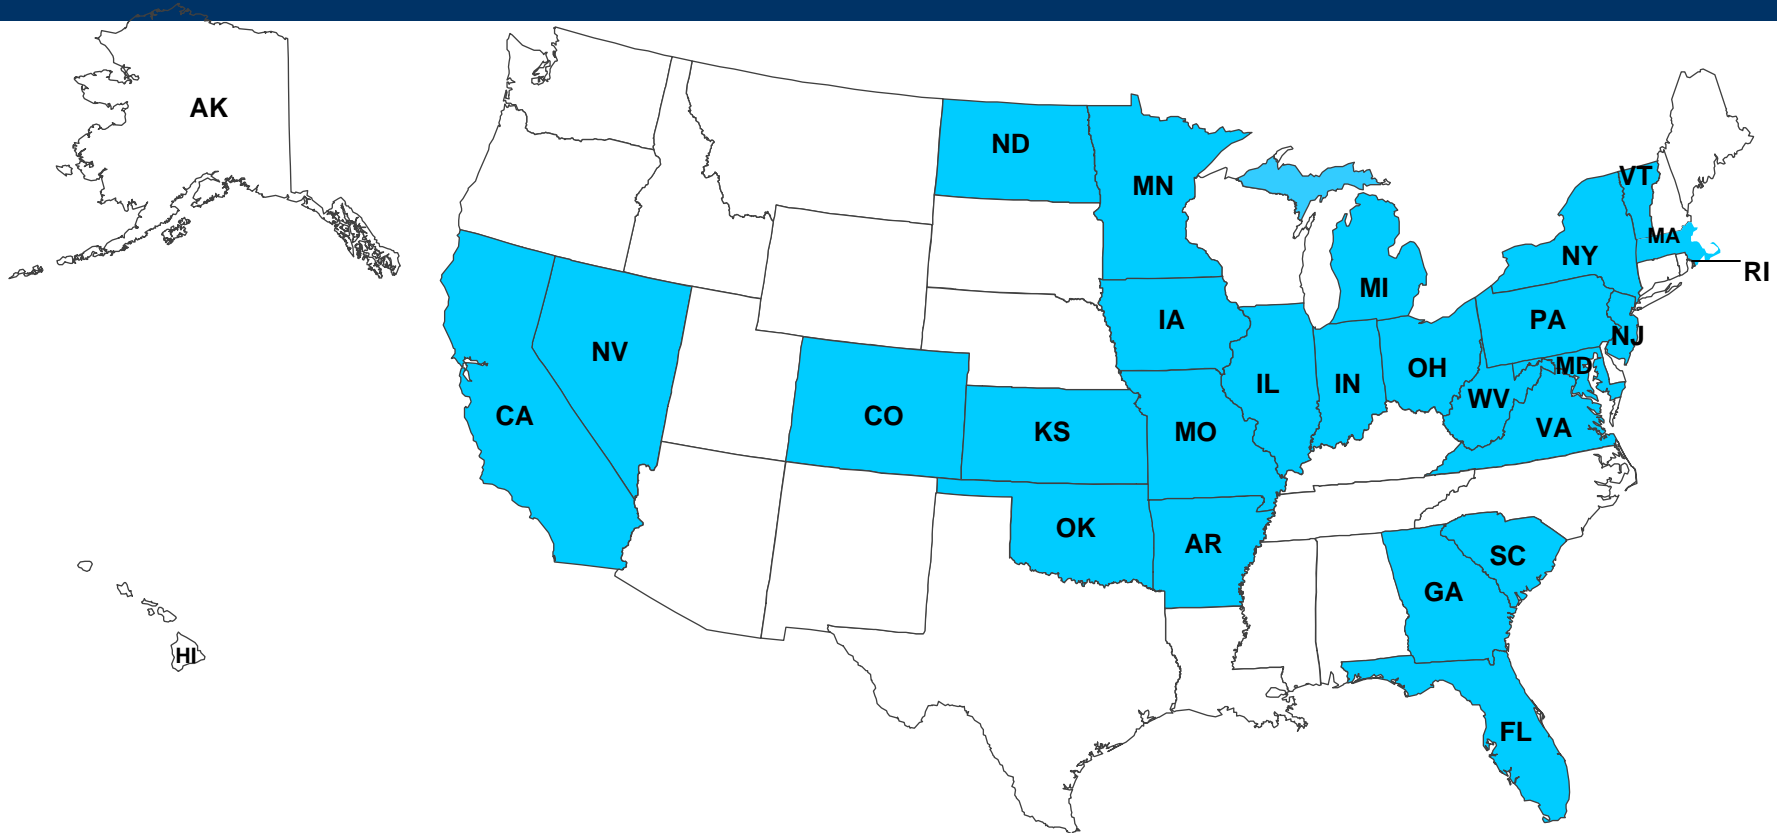 AK
ND
MN
VT
MA
NY
RI
MI
IA
PA
NJ
NV
MD
OH
IL
IN
WV
CA
CO
KS
MO
VA
OK
AR
SC
GA
HI
FL